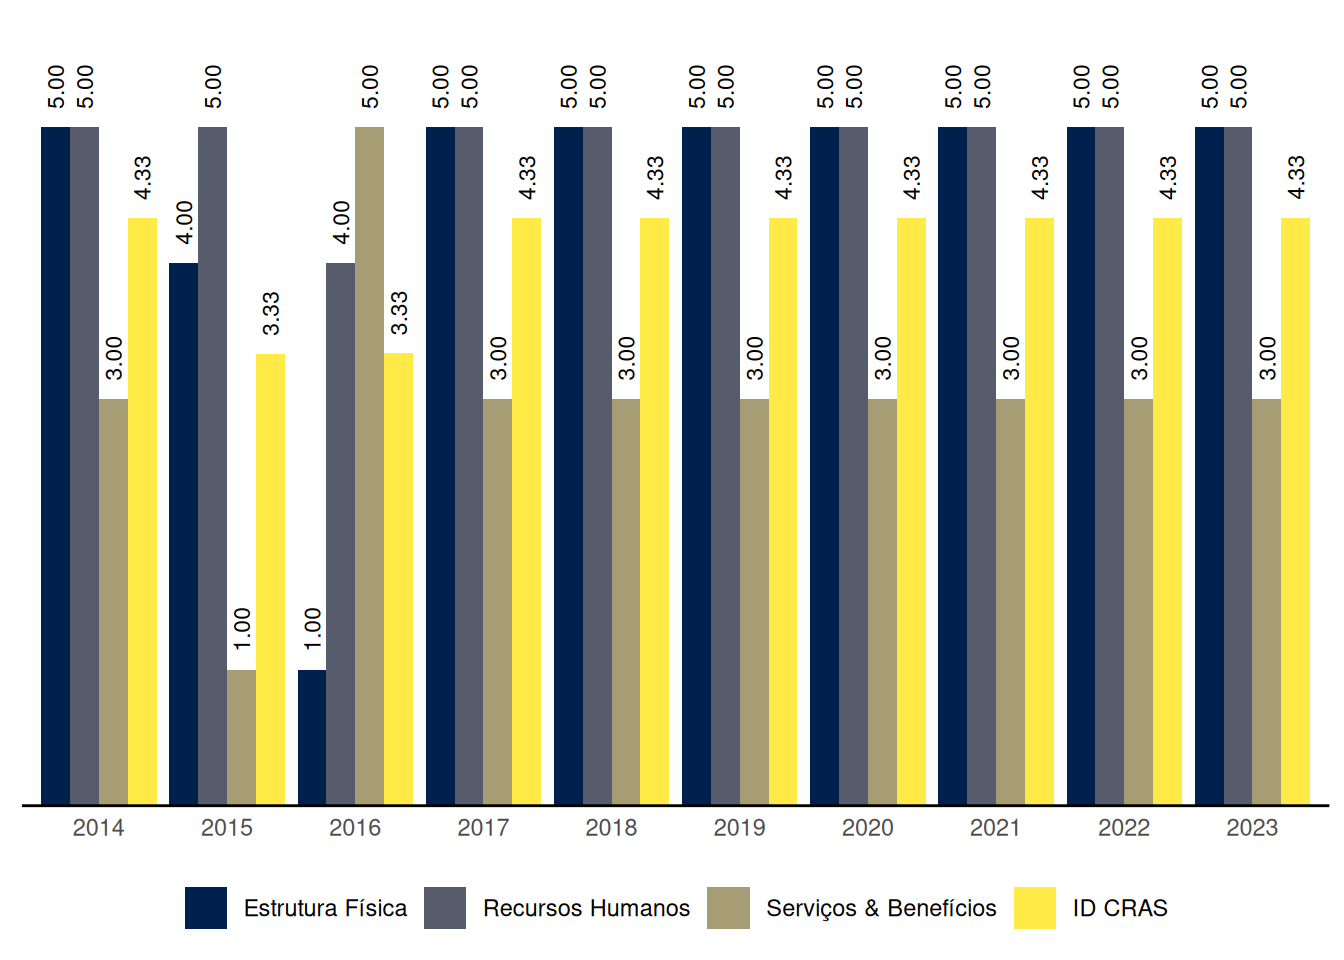 5.00 5.00 3.00 4.33 4.00 5.00 1.00 3.33 1.00 4.00 5.00 3.33 5.00 5.00 3.00 4.33 5.00 5.00 3.00 4.33 5.00 5.00 3.00 4.33 5.00 5.00 3.00 4.33 5.00 5.00 3.00 4.33 5.00 5.00 3.00 4.33 5.00 5.00 3.00 4.33
2014 2015 2016 2017 2018 2019 2020 2021 2022 2023
Estrutura Física Recursos Humanos Serviços & Benefícios ID CRAS